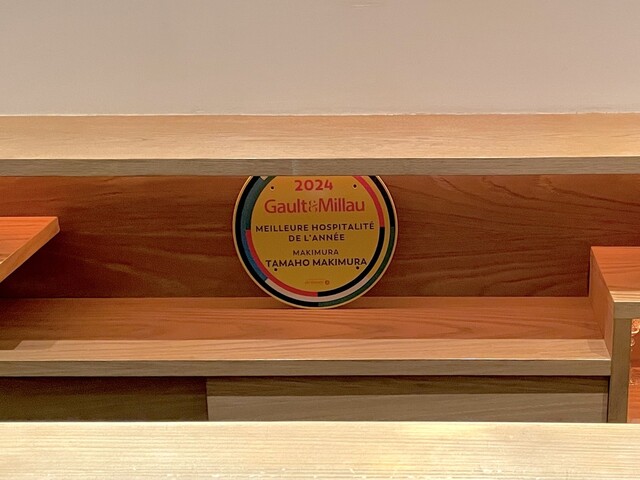 2024
Gault&Millau
MEILLEURE HOSPITALITÉ
DE L'ANNÉE
MAKIMURA
TAMAHO MAKIMURA